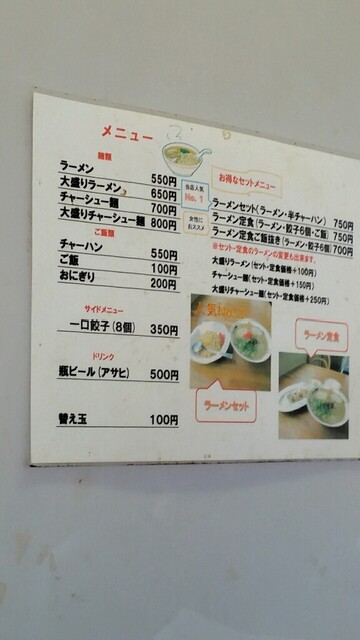 メニュー
麺類
ラーメン 550円
大盛りラーメン 650円
チャーシュー麺 700円
大盛りチャーシュー麺 800円
当店人気
No.1
女性に
おススメ
ご飯類
チャーハン 550円
ご飯 100円
おにぎり 200円
サイドメニュー
一口餃子(8個) 350円
ドリンク
瓶ビール(アサヒ) 500円
替え玉 100円
お得なセットメニュー
ラーメンセット(ラーメン・半チャーハン) 750円
ラーメン定食(ラーメン・餃子6個・ご飯) 750円
ラーメン定食ご飯抜き(ラーメン・餃子6個) 700円
※セット・定食のラーメンの変更も出来ます。
大盛りラーメン(セット・定食価格+100円)
チャーシュー麺(セット・定食価格+150円)
大盛りチャーシュー麺(セット・定食価格+250円)
人気No.
ラーメンセット
ラーメン定食